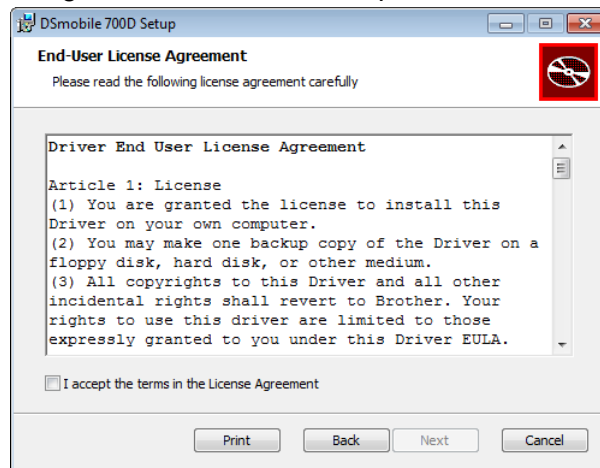 DSmobile 700D Setup
End-User License Agreement
Please read the following license agreement carefully
Driver End User License Agreement
Article 1: License
(1) You are granted the license to install this
Driver on your own computer.
(2) You may make one backup copy of the Driver on a
floppy disk, hard disk, or other medium.
(3) All copyrights to this Driver and all other
incidental rights shall revert to Brother. Your
rights to use this driver are limited to those
expressly granted to you under this Driver EULA.
I accept the terms in the License Agreement
Print Back Next Cancel